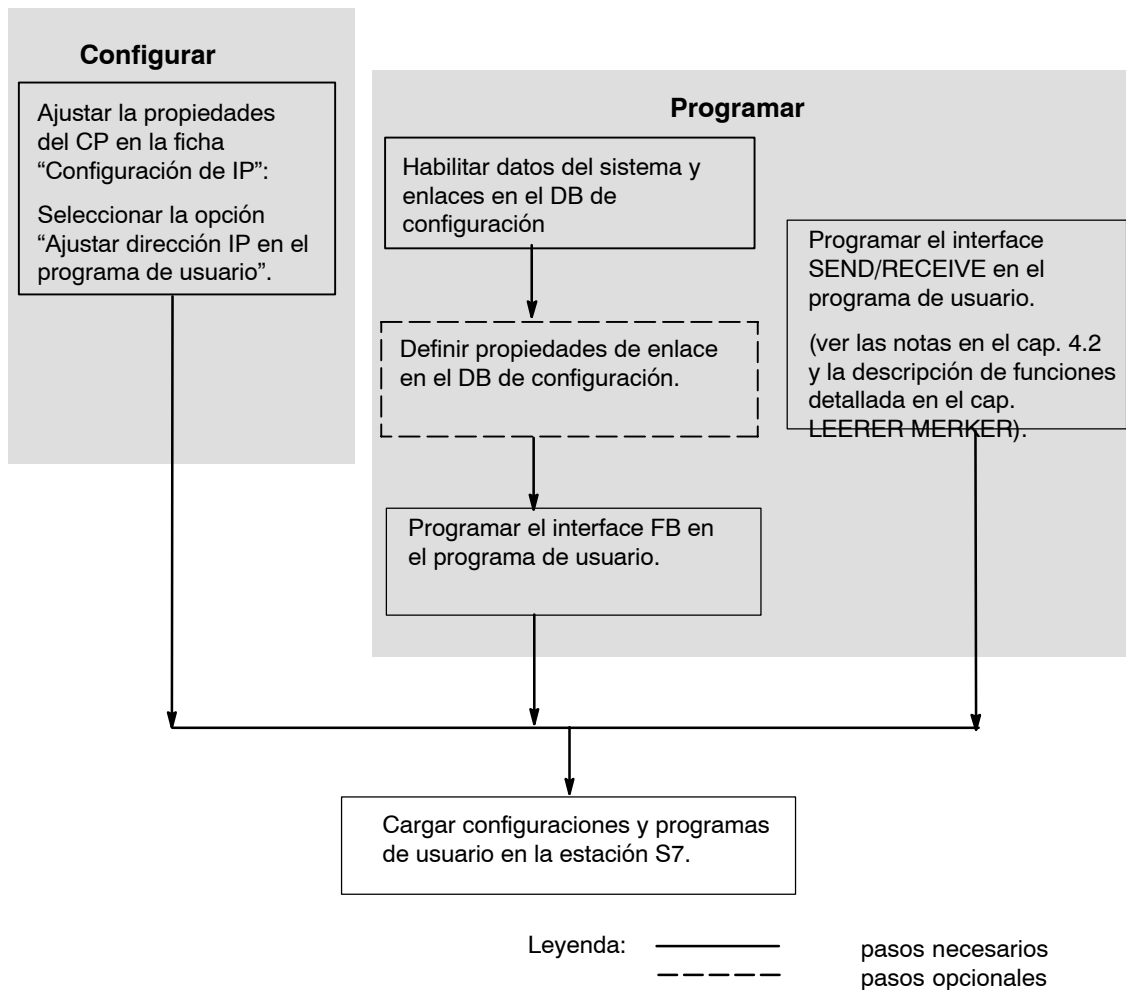 Configurar
Ajustar la propiedades
del CP en la ficha
“Configuración de IP”:
Seleccionar la opción
“Ajustar dirección IP en el
programa de usuario”.
Programar
Habilitar datos del sistema y
enlaces en el DB de
configuración
Definir propiedades de enlace
en el DB de configuración.
Programar el interface FB en
el programa de usuario.
Programar el interface
SEND/RECEIVE en el
programa de usuario.
(ver las notas en el cap. 4.2
y la descripción de funciones
detallada en el cap.
LEERER MERKER).
Cargar configuraciones y programas
de usuario en la estación S7.
Leyenda:
pasos necesarios
pasos opcionales